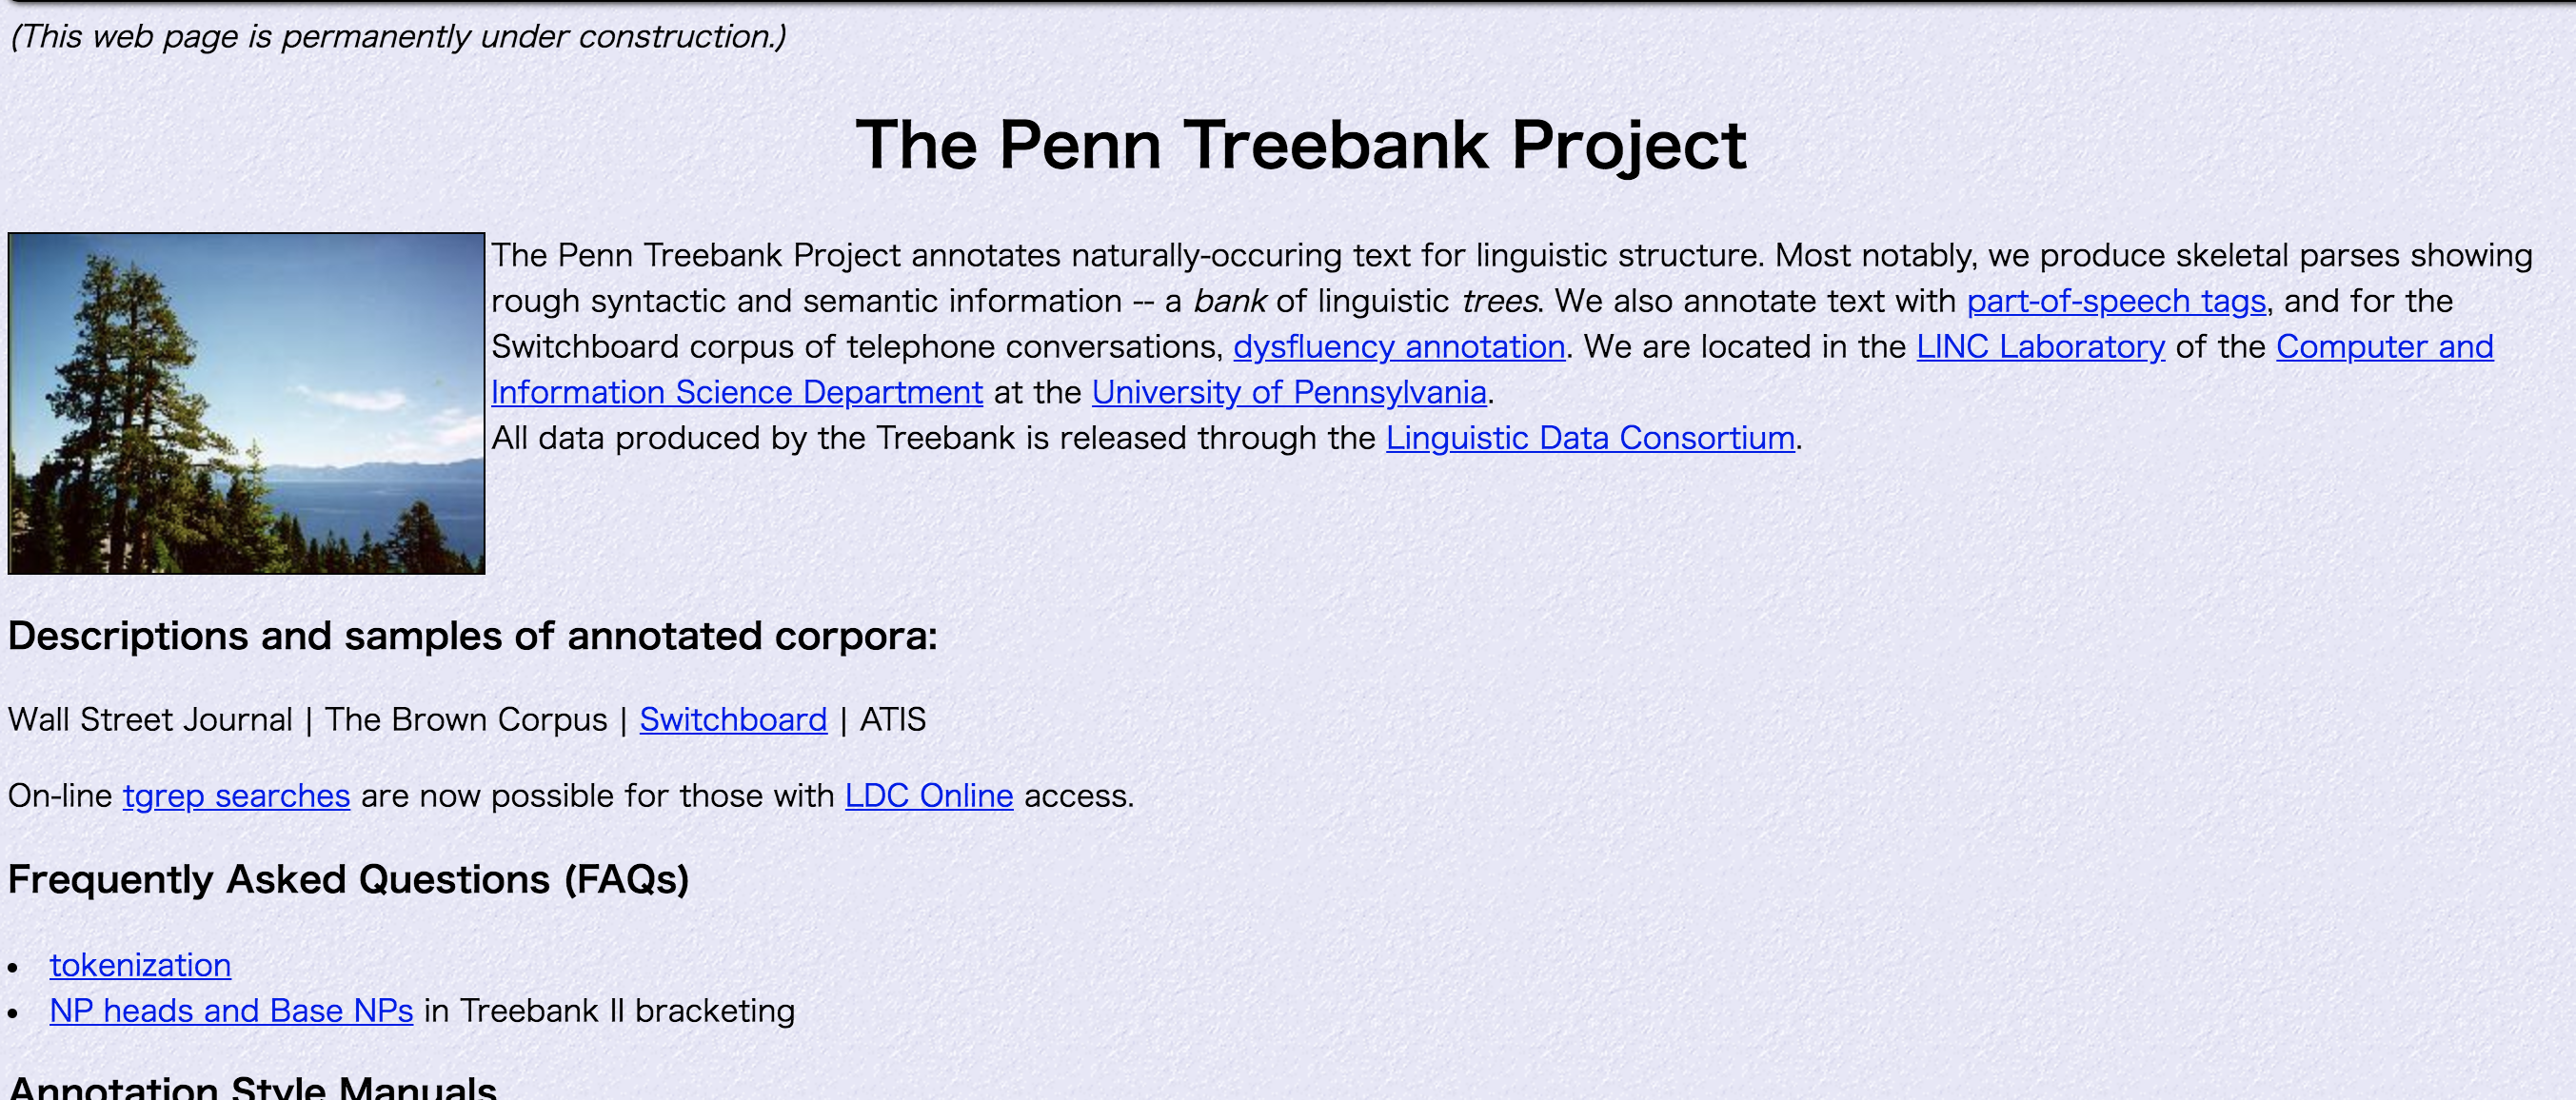 (This web page is permanently under construction.)
The Penn Treebank Project
The Penn Treebank Project annotates naturally-occuring text for linguistic structure. Most notably, we produce skeletal parses showing
rough syntactic and semantic information -- a bank of linguistic trees. We also annotate text with part-of-speech tags, and for the
Switchboard corpus of telephone conversations, dysfluency annotation. We are located in the LINC Laboratory of the Computer and
Information Science Department at the University of Pennsylvania.
All data produced by the Treebank is released through the Linguistic Data Consortium.
Descriptions and samples of annotated corpora:
Wall Street Journal | The Brown Corpus | Switchboard | ATIS
On-line tgrep searches are now possible for those with LDC Online access.
Frequently Asked Questions (FAQs)
• tokenization
• NP heads and Base NPs in Treebank II bracketing
Annotation Style Manuals